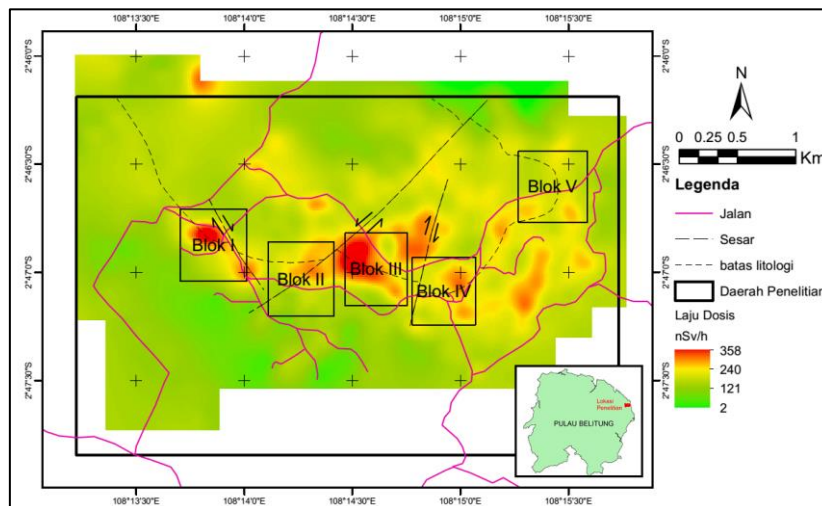 108°13'30"E 108°14'0"E 108°14'30"E 108°15'0"E 108°15'30"E
2°46'0"S 2°46'0"S
2°46'30"S 2°46'30"S
2°47'0"S 2°47'0"S
2°47'30"S 2°47'30"S
Blok I
Blok II
Blok III
Blok IV
Blok V
108°13'30"E 108°14'0"E 108°14'30"E 108°15'0"E 108°15'30"E
N
0 0.25 0.5 1
Km
Legenda
Jalan
Sesar
batas litologi
Daerah Penelitian
Laju Dosis
nSv/h
358
240
121
2
Lokasi
Penelitian
PULAU BELITUNG